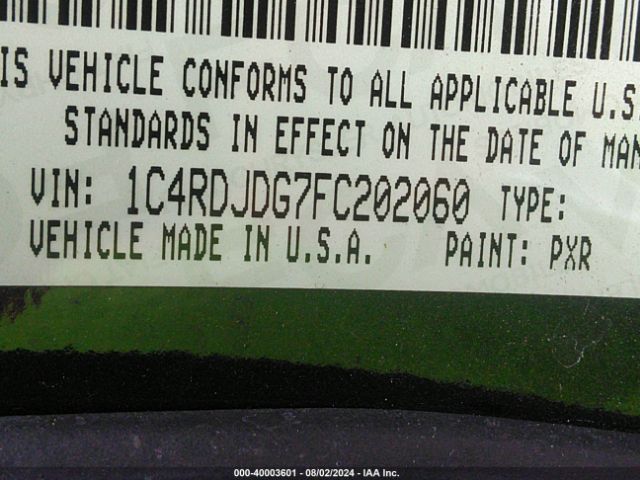 IS VEHICLE CONFORMS TO ALL APPLICABLE U.S
STANDARDS IN EFFECT ON THE DATE OF MAN
VIN: 1C4RDJDG7FC202060 TYPE:
VEHICLE MADE IN U.S.A. PAINT: PXR
000-40003601 - 08/02/2024 - IAA Inc.